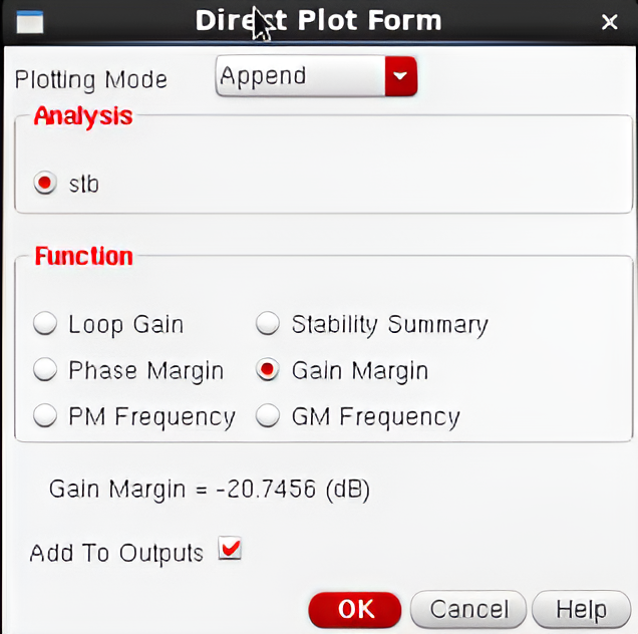 Direct Plot Form
Plotting Mode Append
Analysis
stb
Function
Loop Gain Stability Summary
Phase Margin Gain Margin
PM Frequency GM Frequency
Gain Margin = -20.7456 (dB)
Add To Outputs
OK Cancel Help